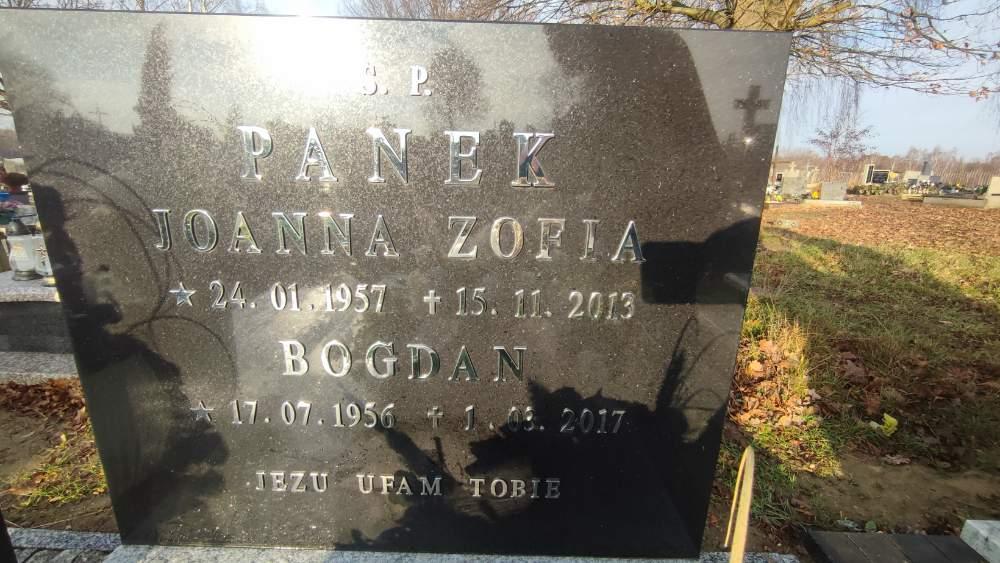 Ś. P.
PANEK
JOANNA ZOFIA
★ 24.01.1957 ✝ 15.11.2013
BOGDAN
★ 17.07.1956 ✝ 1.03.2017
JEZU UFAM TOBIE